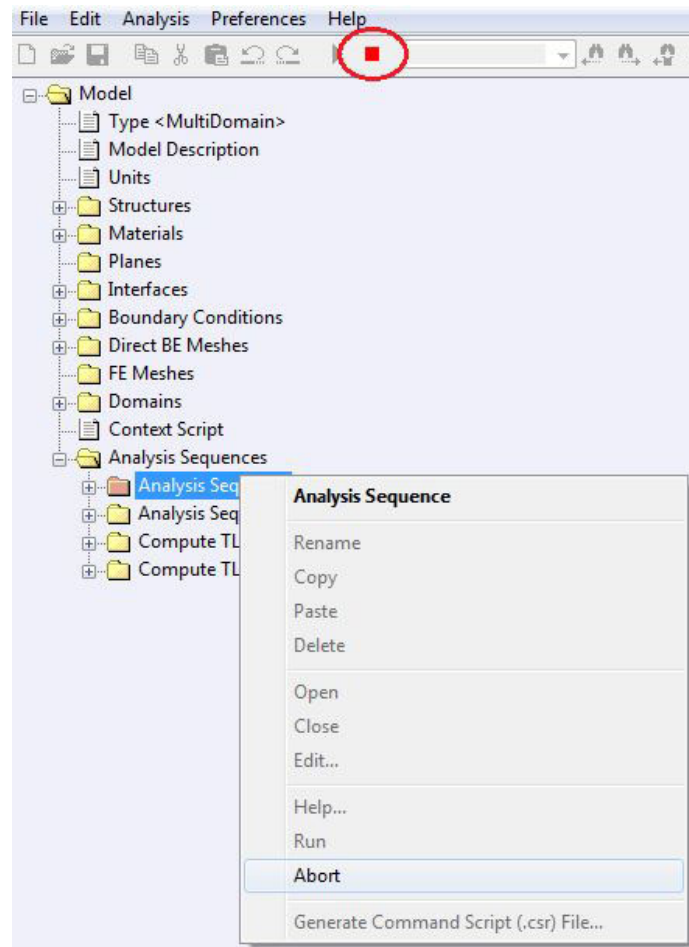 File Edit Analysis Preferences Help
Model
Type <MultiDomain>
Model Description
Units
Structures
Materials
Planes
Interfaces
Boundary Conditions
Direct BE Meshes
FE Meshes
Domains
Context Script
Analysis Sequences
Analysis Seq
Analysis Seq
Compute TL
Compute TL
Analysis Sequence
Rename
Copy
Paste
Delete
Open
Close
Edit...
Help...
Run
Abort
Generate Command Script (.csr) File...